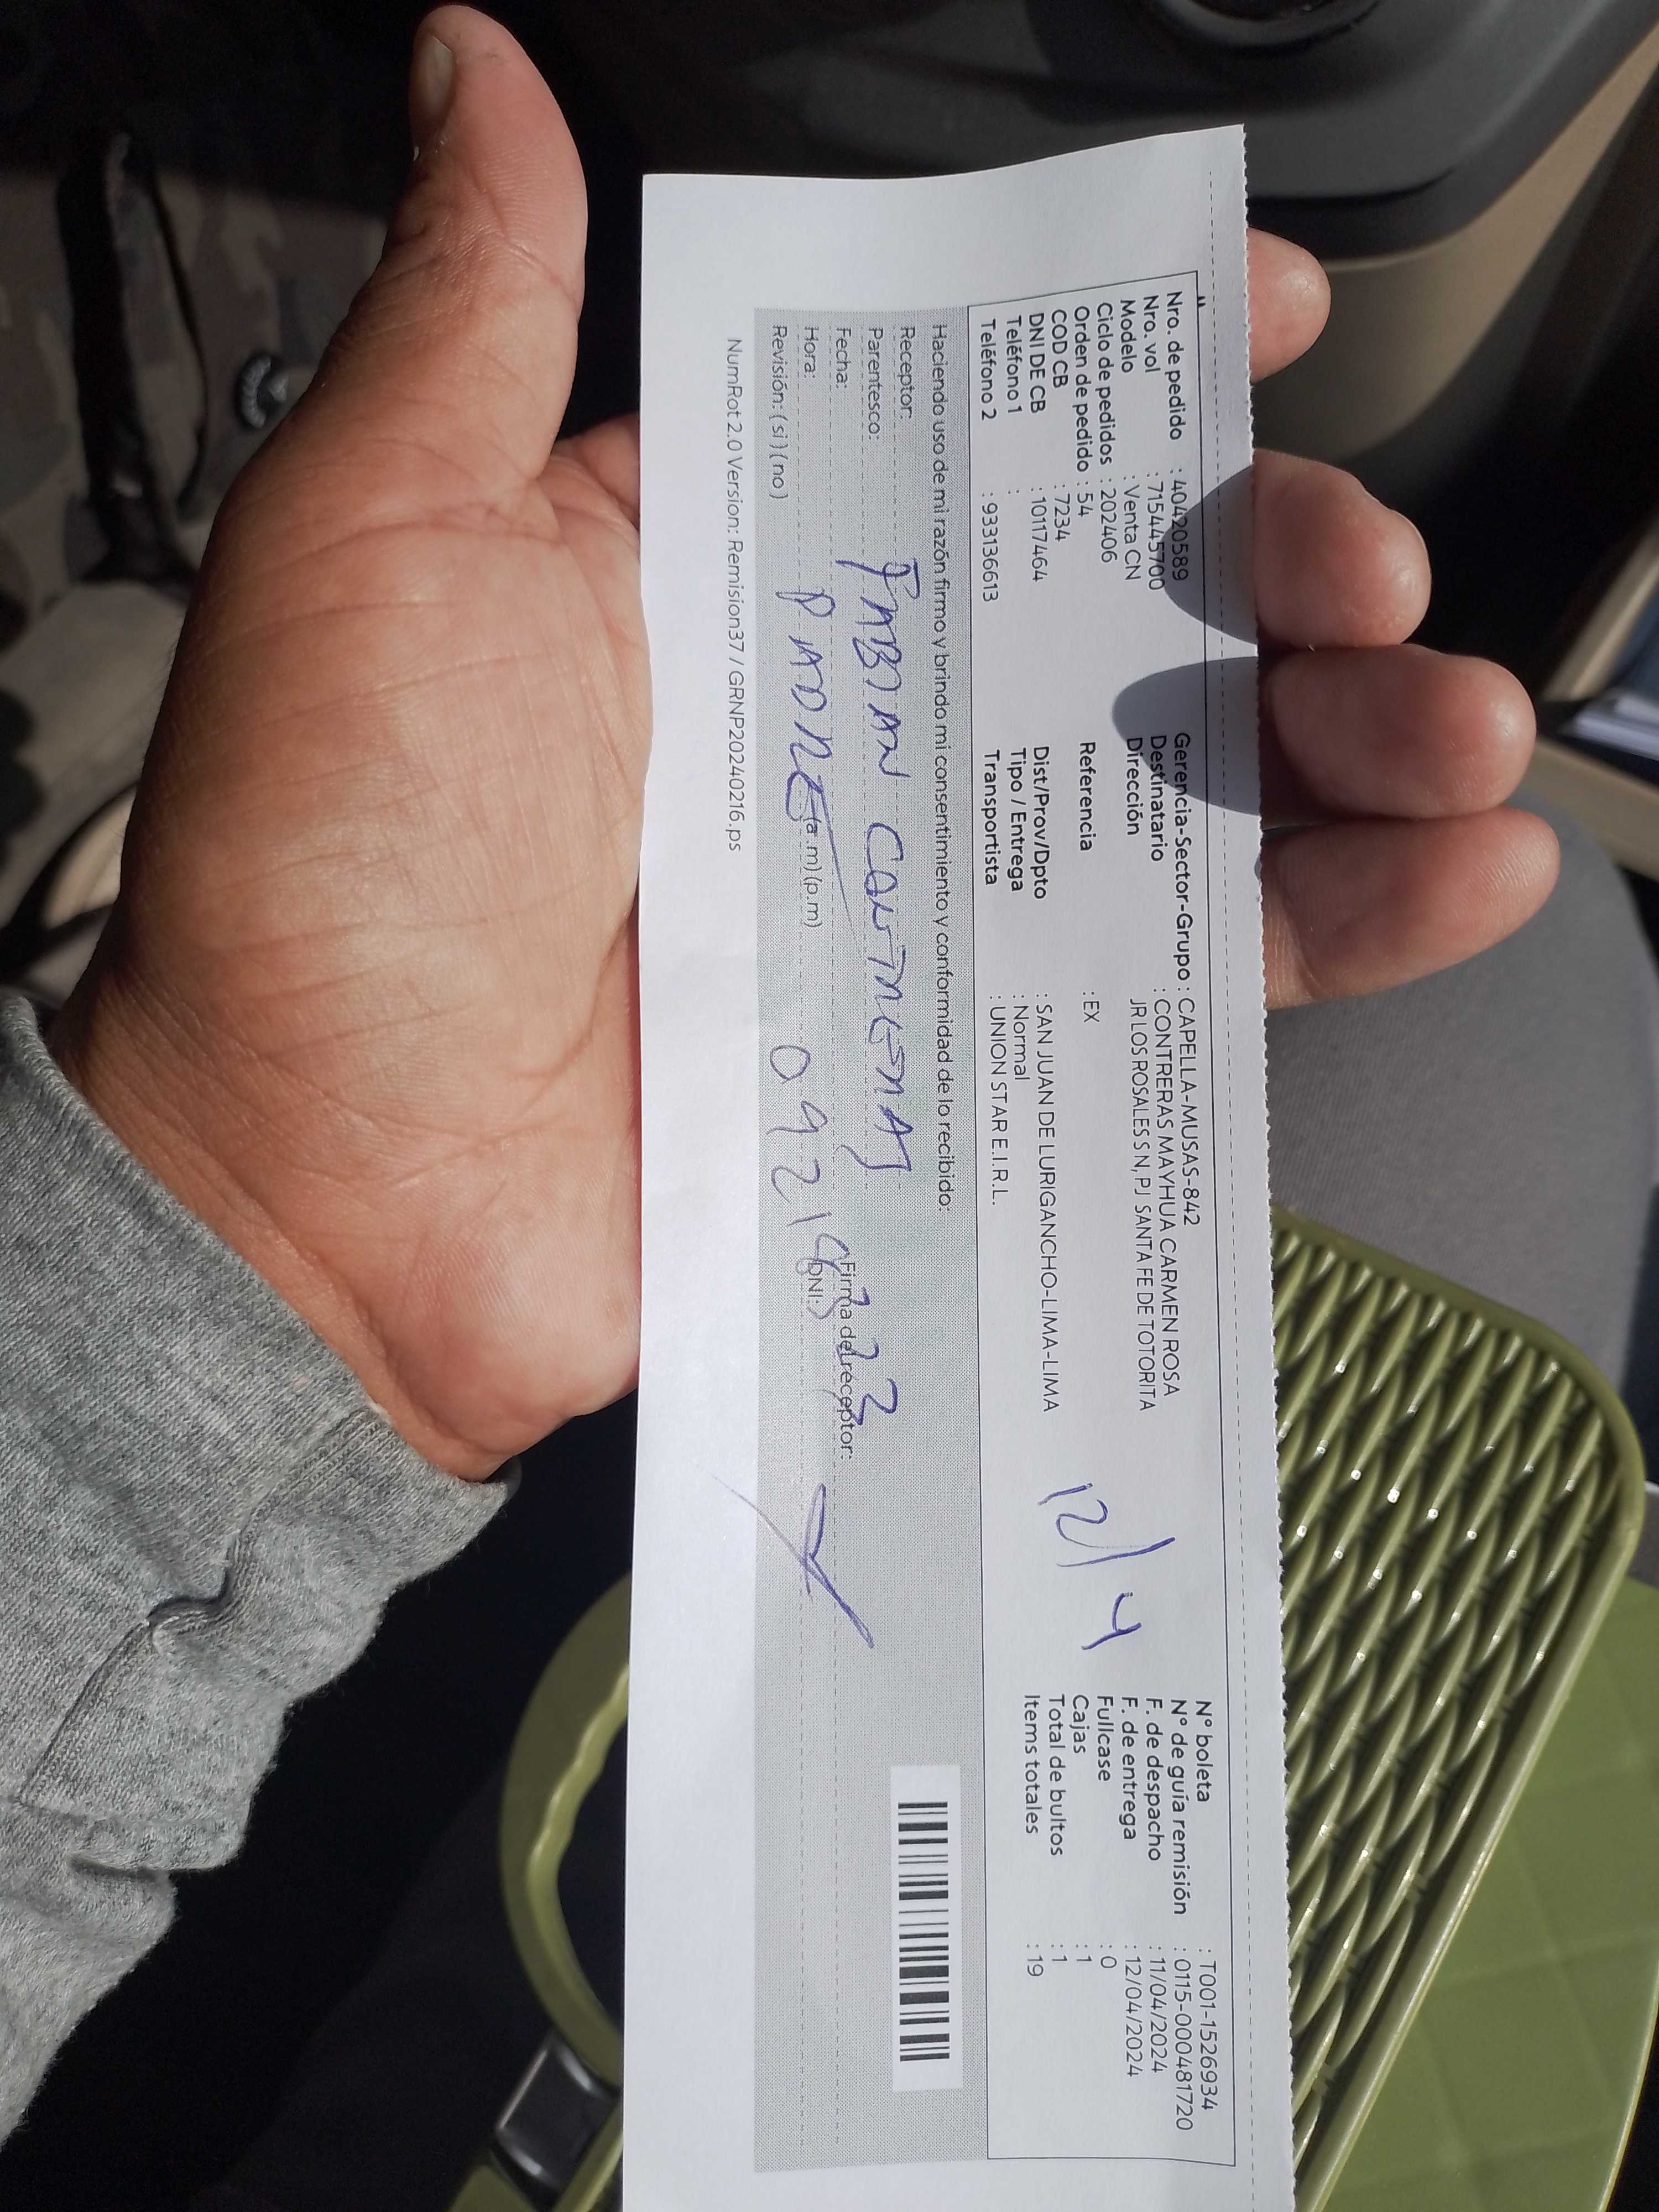 Nro. de pedido : 40420589
Nro. vol : 715445700
Modelo : Venta CN
Ciclo de pedidos : 202406
Orden de pedido : 54
COD CB : 7234
DNI DE CB : 10117464
Teléfono 1 :
Teléfono 2 : 933136613
Gerencia-Sector-Grupo : CAPELLA-MUSAS-842
Destinatario : CONTRERAS MAYHUA CARMEN ROSA
Dirección JR LOS ROSALES S N, PJ SANTA FE DE TOTORITA
Referencia : EX
Dist/Prov/Dpto : SAN JUAN DE LURIGANCHO-LIMA-LIMA
Tipo / Entrega : Normal
Transportista : UNION STAR E.I.R.L.
12/4
N° boleta : T001-1526934
N° de guía remisión : 0115-000481720
F. de despacho : 11/04/2024
F. de entrega : 12/04/2024
Fullcase : 0
Cajas : 1
Total de bultos : 1
Items totales : 19
Haciendo uso de mi razón firmo y brindo mi consentimiento y conformidad de lo recibido:
Receptor:
FABIAN
Parentesco:
Fecha:
PADRE
Hora: (a.m) (p.m)
Revisión: ( si ) ( no )
Firma del receptor:
DNI:
NumRot 2.0 Version: Remision37 / GRNP20240216.ps